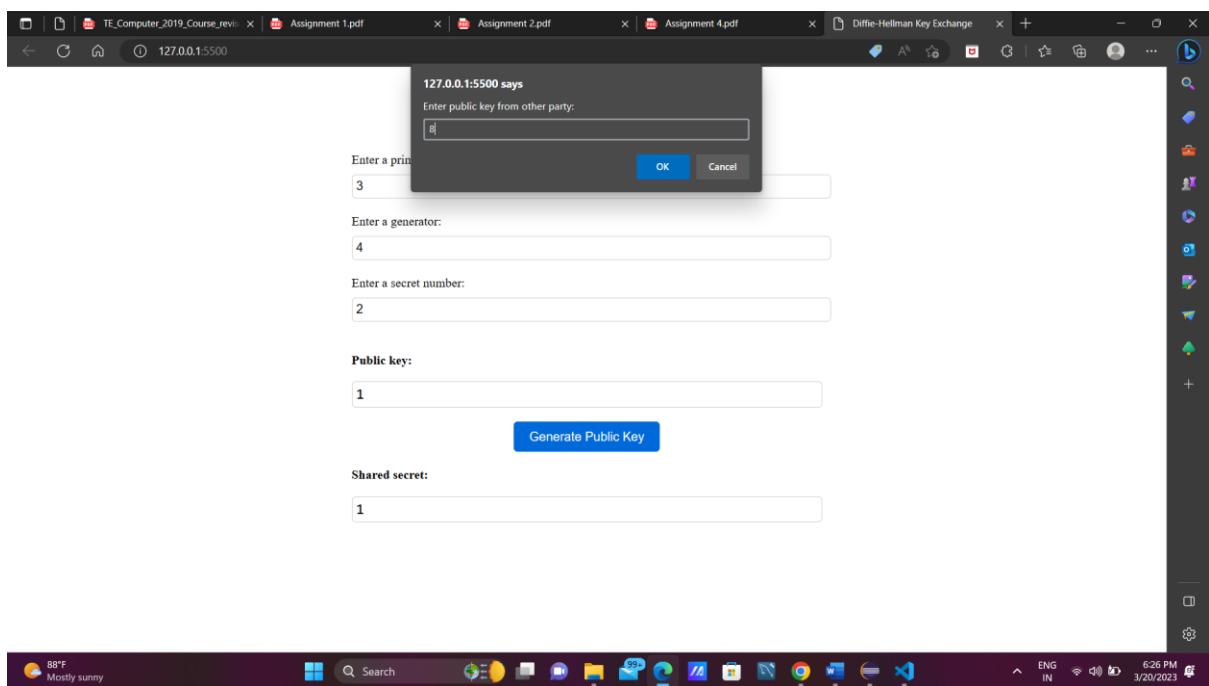 TE_Computer_2019_Course_revis
Assignment 1.pdf
Assignment 2.pdf
Assignment 4.pdf
Diffie-Hellman Key Exchange
127.0.0.1:5500
127.0.0.1:5500 says
Enter public key from other party:
8
OK
Cancel
Enter a prin
3
Enter a generator:
4
Enter a secret number:
2
Public key:
1
Generate Public Key
Shared secret:
1
88°F
Mostly sunny
Search
99+
ENG
IN
6:26 PM
3/20/2023